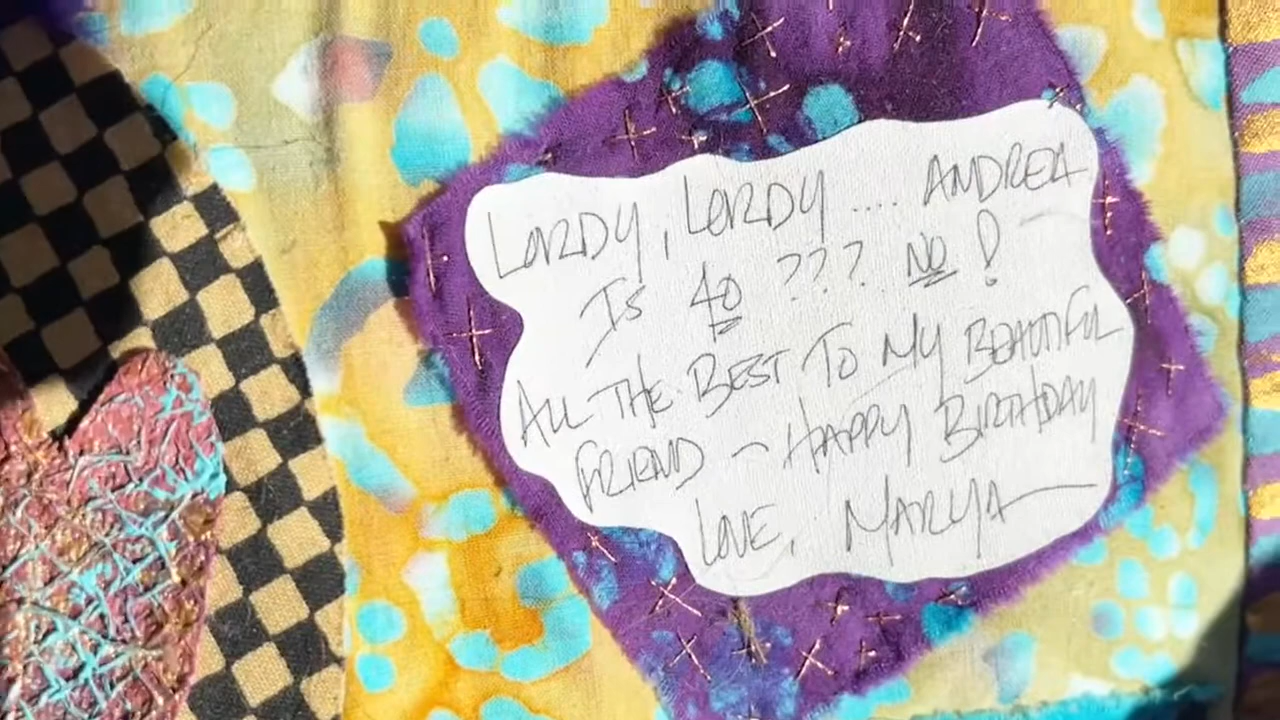 LORDY, LORDY .... ANDREA
IS 40 ??? NO!
ALL THE BEST TO MY BEAUTIFUL
FRIEND ~ HAPPY BIRTHDAY
LOVE, MARYA